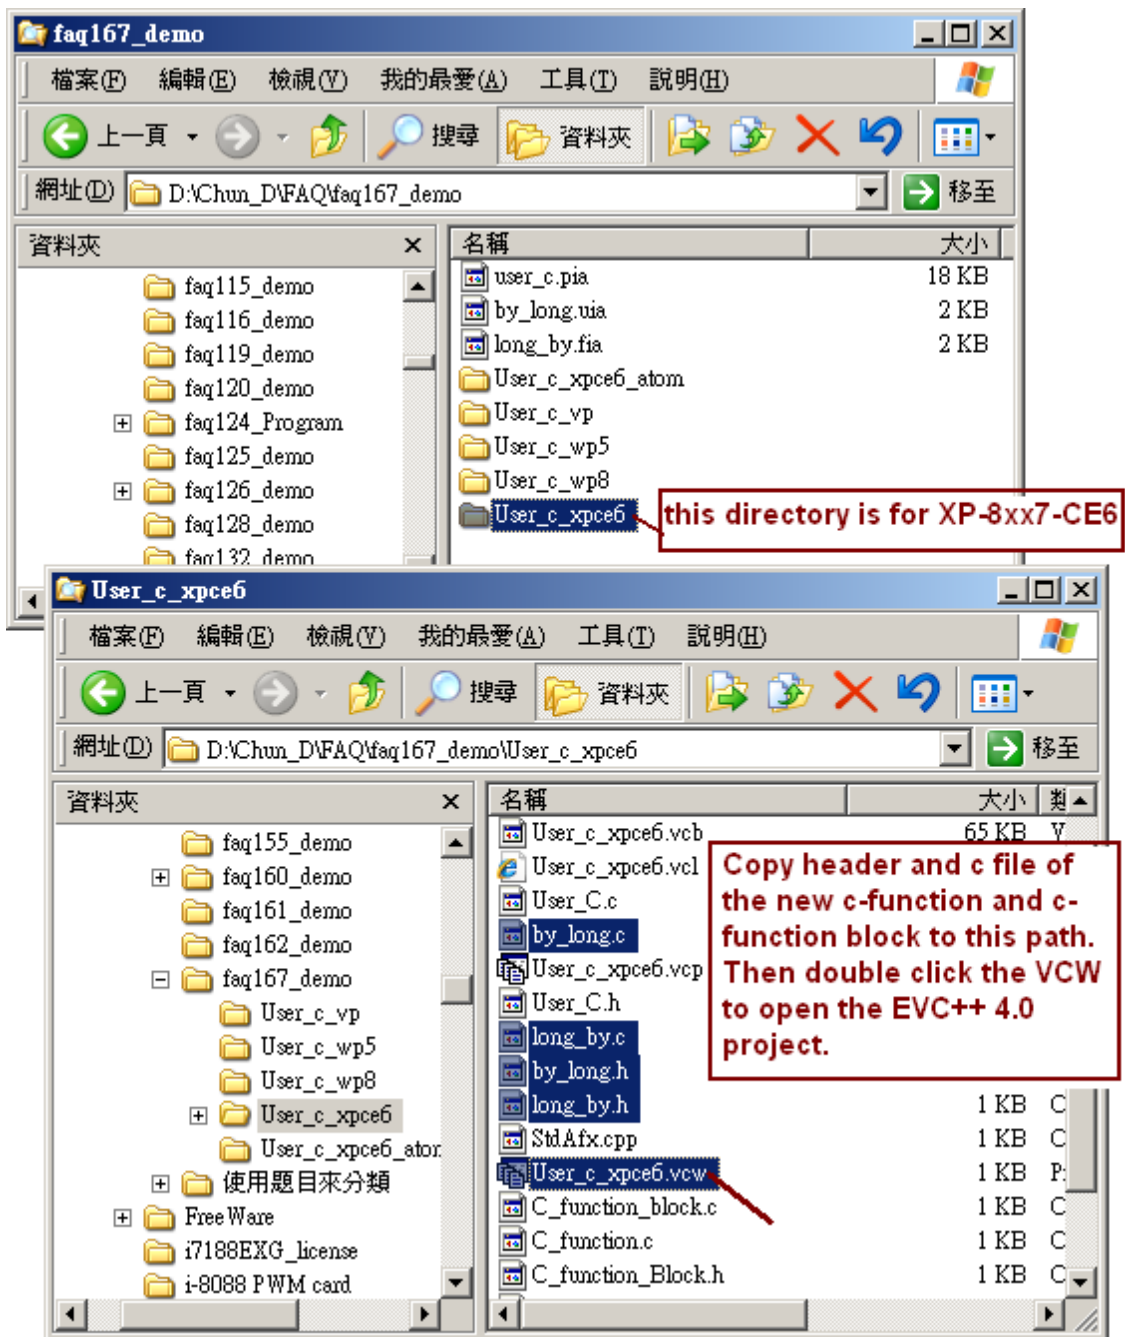 faq167_demo
檔案(F) 編輯(E) 檢視(V) 我的最愛(A) 工具(T) 說明(H)
上一頁 搜尋 資料夾
網址(D) D:\Chun_D\FAQ\faq167_demo 移至
資料夾
faq115_demo
faq116_demo
faq119_demo
faq120_demo
faq124_Program
faq125_demo
faq126_demo
faq128_demo
faq132_demo
名稱 大小
user_c.pia 18 KB
by_long.uia 2 KB
long_by.fia 2 KB
User_c_xpce6_atom
User_c_vp
User_c_wp5
User_c_wp8
User_c_xpce6
this directory is for XP-8xx7-CE6
User_c_xpce6
檔案(F) 編輯(E) 檢視(V) 我的最愛(A) 工具(T) 說明(H)
上一頁 搜尋 資料夾
網址(D) D:\Chun_D\FAQ\faq167_demo\User_c_xpce6 移至
資料夾
faq155_demo
faq160_demo
faq161_demo
faq162_demo
faq167_demo
User_c_vp
User_c_wp5
User_c_wp8
User_c_xpce6
User_c_xpce6_ator
使用題目來分類
FreeWare
i7188EXG_license
i-8088 PWM card
名稱 大小 類
User_c_xpce6.vcb 65 KB V
User_c_xpce6.vcl
User_C.c
by_long.c
User_c_xpce6.vcp
User_C.h
long_by.c
by_long.h
long_by.h 1 KB C
StdAfx.cpp 1 KB C
User_c_xpce6.vcw 1 KB P
C_function_block.c 1 KB C
C_function.c 1 KB C
C_function_Block.h 1 KB C
Copy header and c file of
the new c-function and c-
function block to this path.
Then double click the VCW
to open the EVC++ 4.0
project.